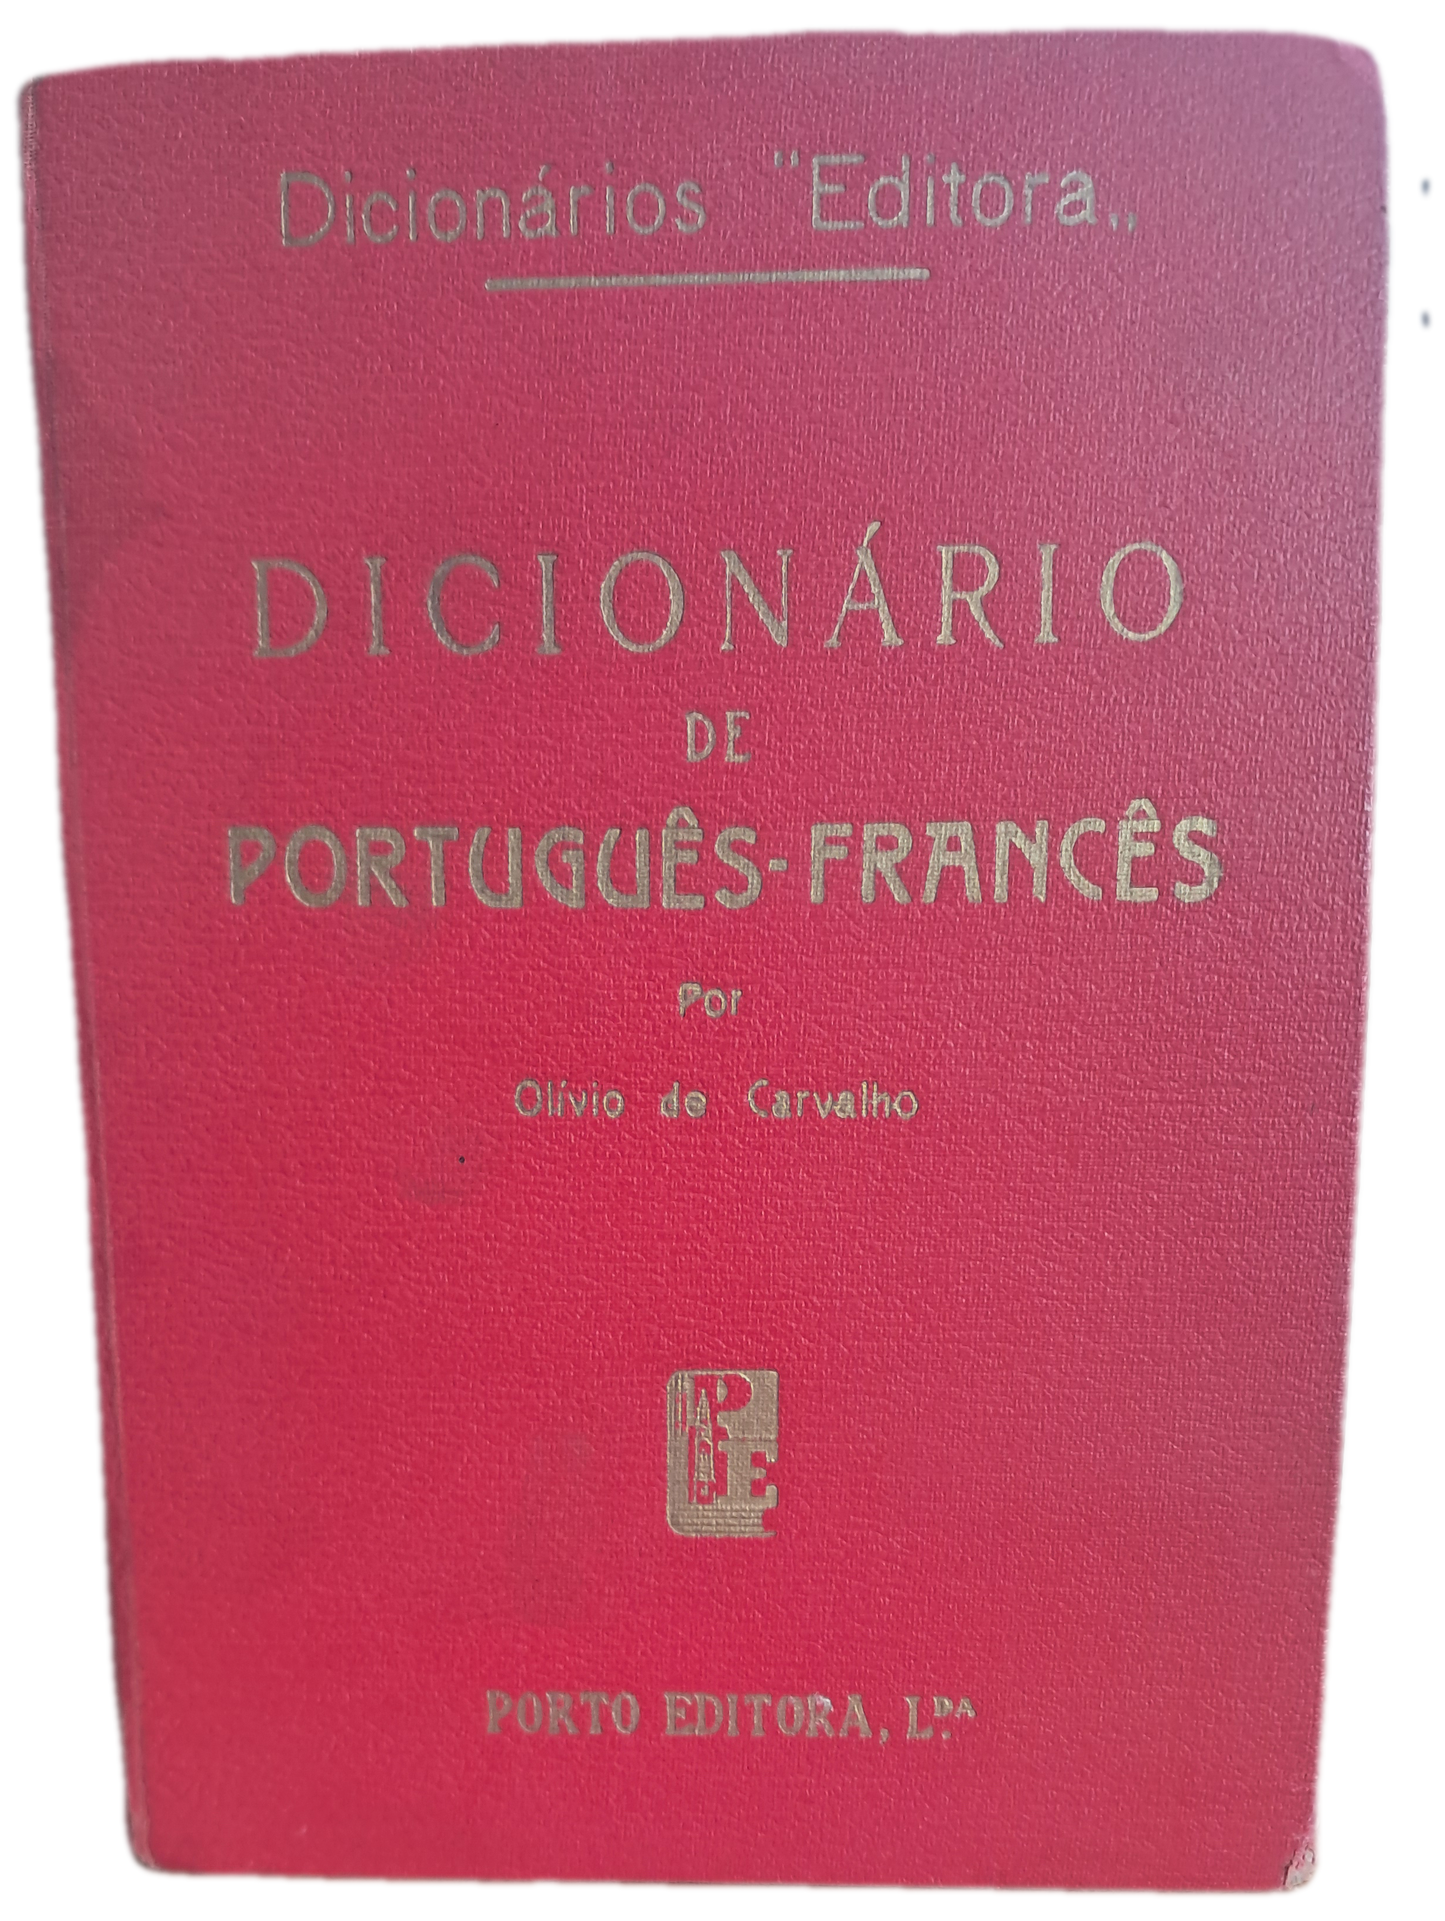 Dicionários "Editora„
DICIONÁRIO
DE
PORTUGUÊS-FRANCÊS
Por
Olívio de Carvalho
P
E
PORTO EDITORA, L.DA